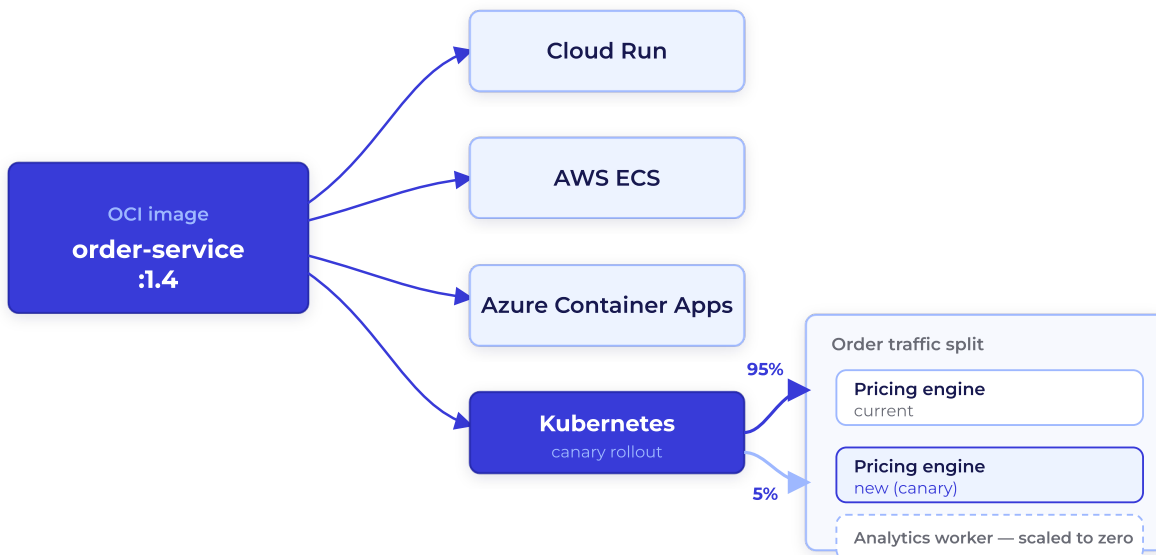 Cloud Run
AWS ECS
OCI image
order-service
:1.4
Azure Container Apps
Kubernetes
canary rollout
95%
5%
Order traffic split
Pricing engine
current
Pricing engine
new (canary)
Analytics worker — scaled to zero